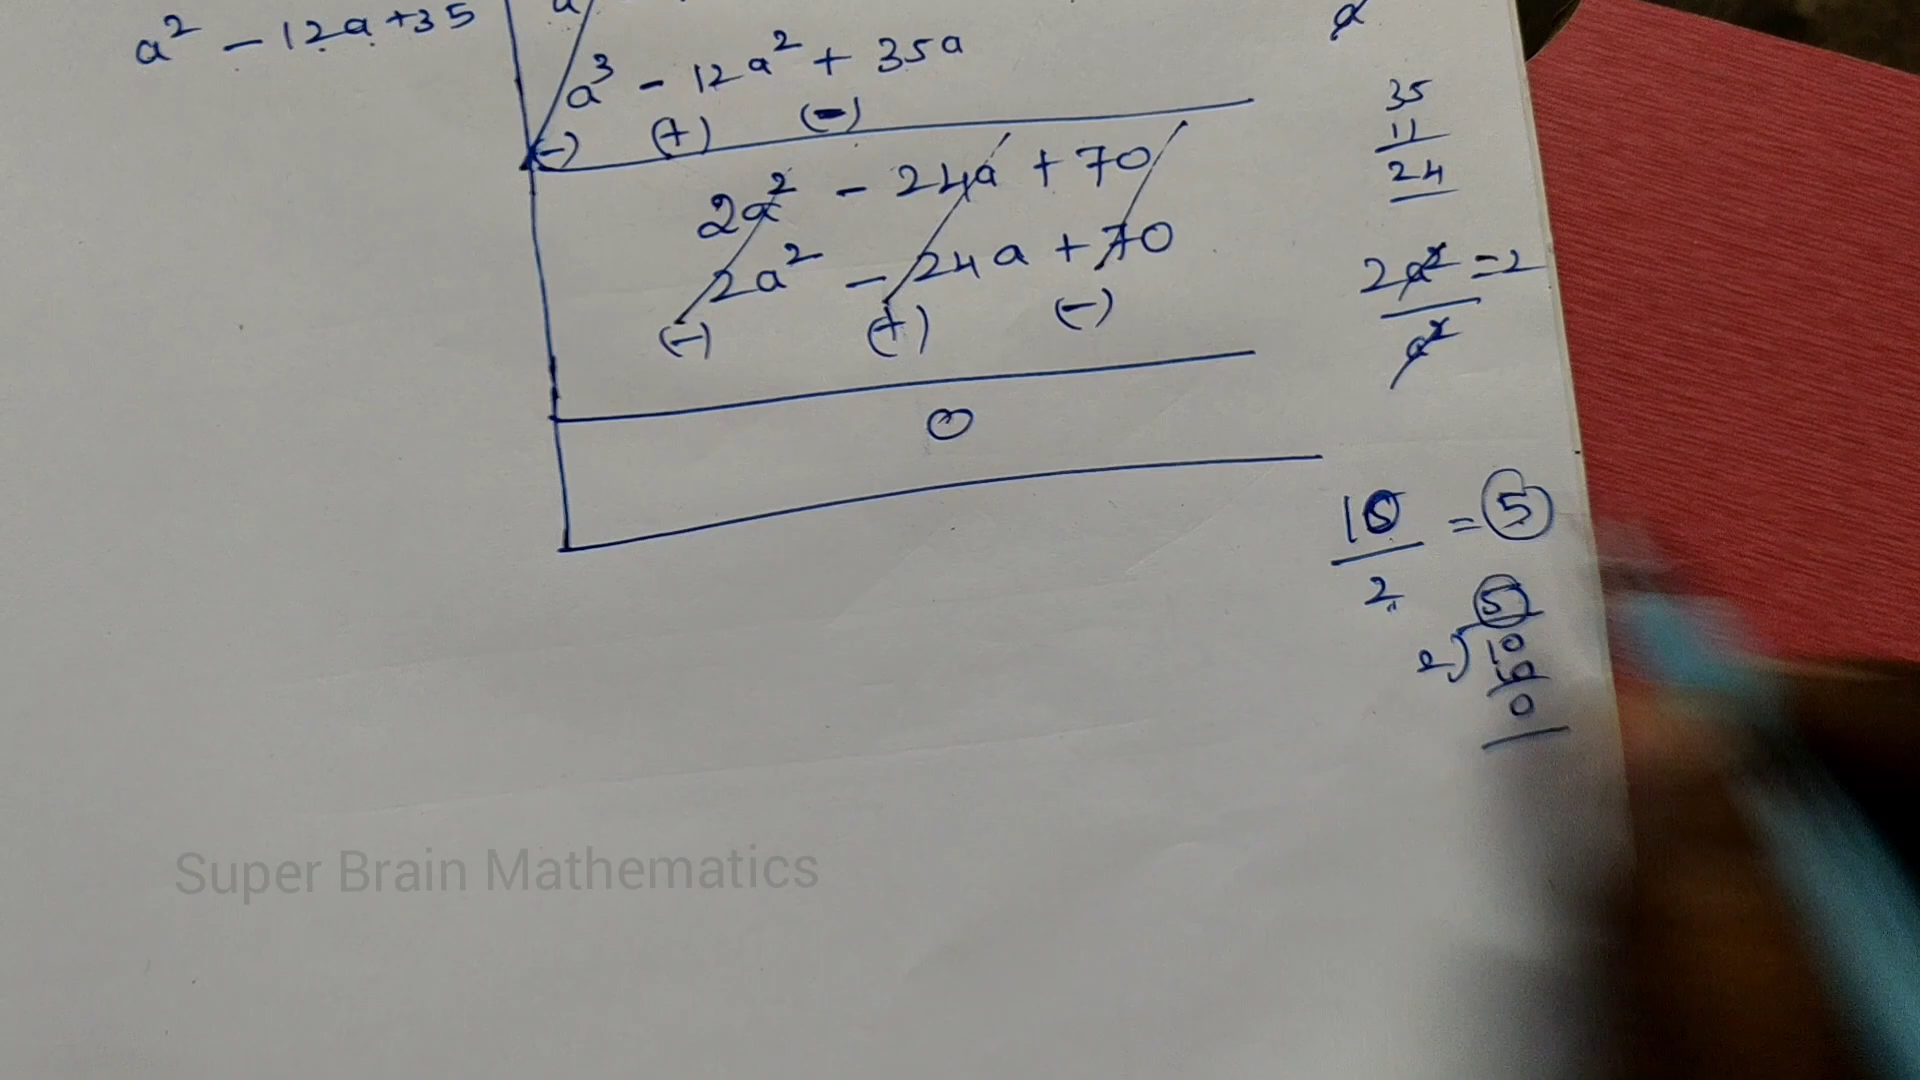 a² - 12a + 35
a³ - 12a² + 35a
(-) (+) (-)
2a² - 24a + 70
2a² - 24a + 70
(-) (+) (-)
0
35
11
24
2a² = 2
a²
10 = 5
2
5
2) 10
10
0
Super Brain Mathematics